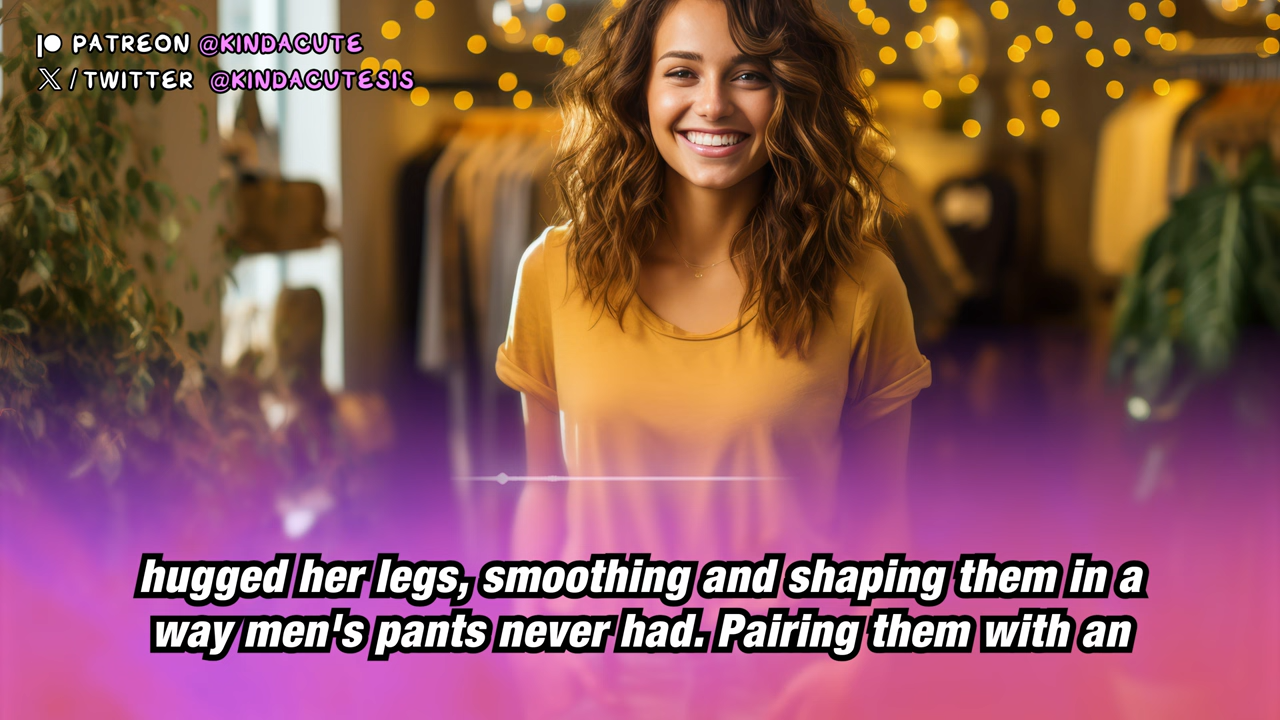 PATREON @KINDACUTE
X / TWITTER @KINDACUTESIS
hugged her legs, smoothing and shaping them in a
way men's pants never had. Pairing them with an